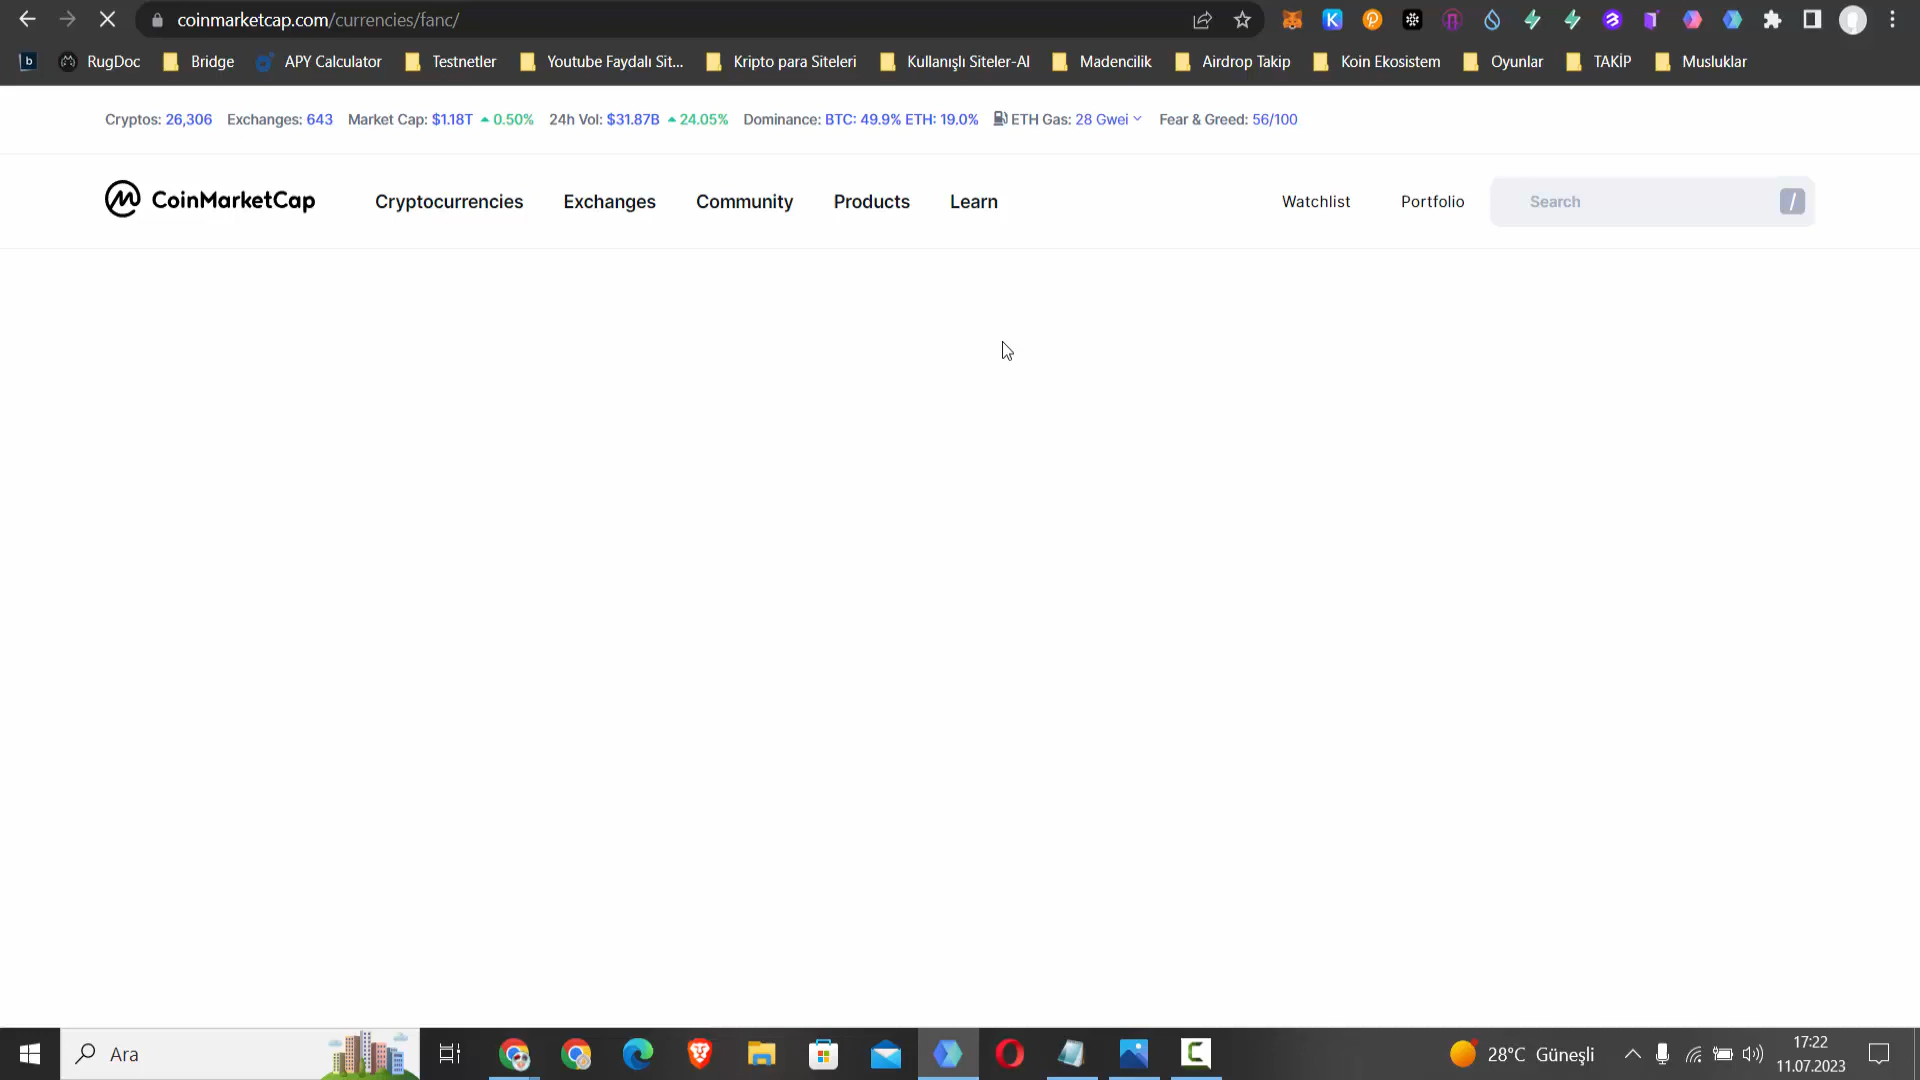 coinmarketcap.com/currencies/fanc/
b RugDoc Bridge APY Calculator Testnetler Youtube Faydalı Sit... Kripto para Siteleri Kullanışlı Siteler-AI Madencilik Airdrop Takip Koin Ekosistem Oyunlar TAKİP Musluklar
Cryptos: 26,306 Exchanges: 643 Market Cap: $1.18T 0.50% 24h Vol: $31.87B 24.05% Dominance: BTC: 49.9% ETH: 19.0% ETH Gas: 28 Gwei Fear & Greed: 56/100
CoinMarketCap Cryptocurrencies Exchanges Community Products Learn Watchlist Portfolio Search /
Ara 28°C Güneşli 17:22
11.07.2023